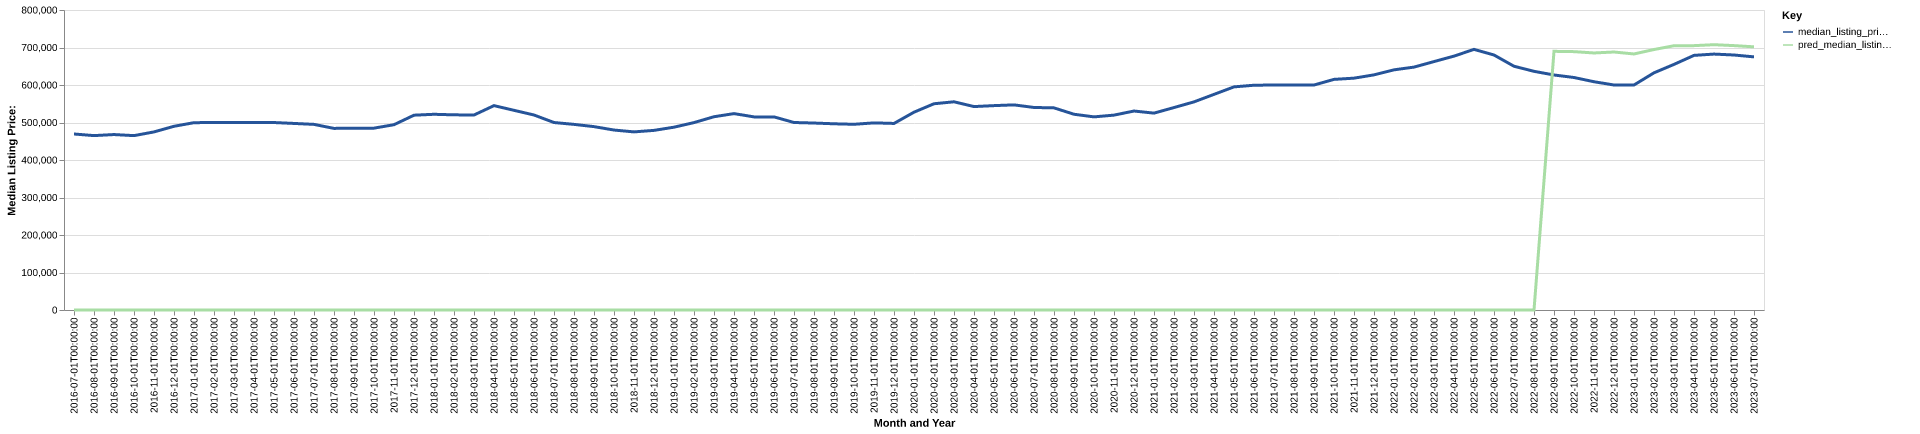 800,000
700,000
600,000
500,000
400,000
300,000
200,000
100,000
0
Median Listing Price:
2016-07-01T00:00:00
2016-08-01T00:00:00
2016-09-01T00:00:00
2016-10-01T00:00:00
2016-11-01T00:00:00
2016-12-01T00:00:00
2017-01-01T00:00:00
2017-02-01T00:00:00
2017-03-01T00:00:00
2017-04-01T00:00:00
2017-05-01T00:00:00
2017-06-01T00:00:00
2017-07-01T00:00:00
2017-08-01T00:00:00
2017-09-01T00:00:00
2017-10-01T00:00:00
2017-11-01T00:00:00
2017-12-01T00:00:00
2018-01-01T00:00:00
2018-02-01T00:00:00
2018-03-01T00:00:00
2018-04-01T00:00:00
2018-05-01T00:00:00
2018-06-01T00:00:00
2018-07-01T00:00:00
2018-08-01T00:00:00
2018-09-01T00:00:00
2018-10-01T00:00:00
2018-11-01T00:00:00
2018-12-01T00:00:00
2019-01-01T00:00:00
2019-02-01T00:00:00
2019-03-01T00:00:00
2019-04-01T00:00:00
2019-05-01T00:00:00
2019-06-01T00:00:00
2019-07-01T00:00:00
2019-08-01T00:00:00
2019-09-01T00:00:00
2019-10-01T00:00:00
2019-11-01T00:00:00
2019-12-01T00:00:00
2020-01-01T00:00:00
2020-02-01T00:00:00
2020-03-01T00:00:00
2020-04-01T00:00:00
2020-05-01T00:00:00
2020-06-01T00:00:00
2020-07-01T00:00:00
2020-08-01T00:00:00
2020-09-01T00:00:00
2020-10-01T00:00:00
2020-11-01T00:00:00
2020-12-01T00:00:00
2021-01-01T00:00:00
2021-02-01T00:00:00
2021-03-01T00:00:00
2021-04-01T00:00:00
2021-05-01T00:00:00
2021-06-01T00:00:00
2021-07-01T00:00:00
2021-08-01T00:00:00
2021-09-01T00:00:00
2021-10-01T00:00:00
2021-11-01T00:00:00
2021-12-01T00:00:00
2022-01-01T00:00:00
2022-02-01T00:00:00
2022-03-01T00:00:00
2022-04-01T00:00:00
2022-05-01T00:00:00
2022-06-01T00:00:00
2022-07-01T00:00:00
2022-08-01T00:00:00
2022-09-01T00:00:00
2022-10-01T00:00:00
2022-11-01T00:00:00
2022-12-01T00:00:00
2023-01-01T00:00:00
2023-02-01T00:00:00
2023-03-01T00:00:00
2023-04-01T00:00:00
2023-05-01T00:00:00
2023-06-01T00:00:00
2023-07-01T00:00:00
Month and Year
Key
median_listing_pri…
pred_median_listin…